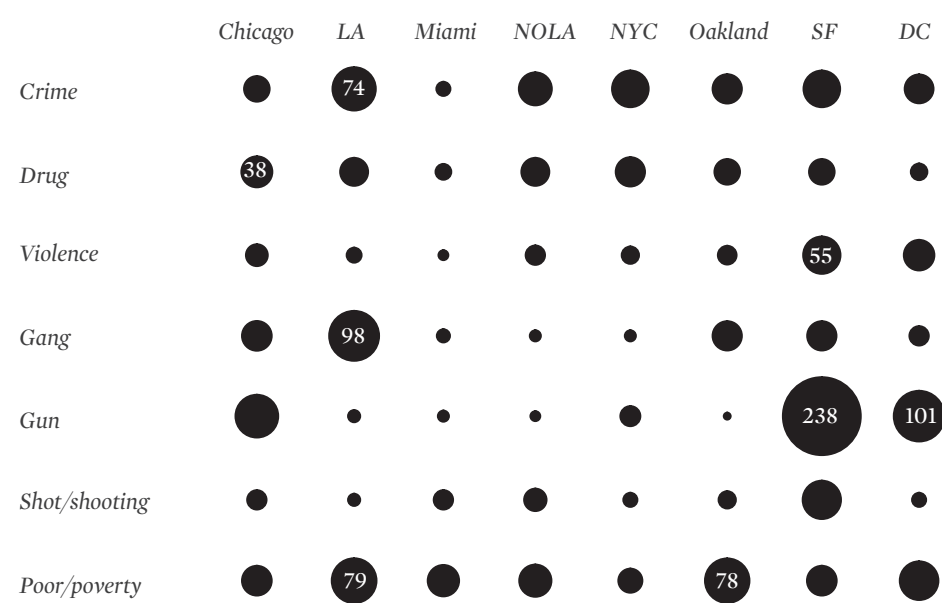 Chicago LA Miami NOLA NYC Oakland SF DC
Crime 74
Drug 38
Violence 55
Gang 98
Gun 238 101
Shot/shooting
Poor/poverty 79 78